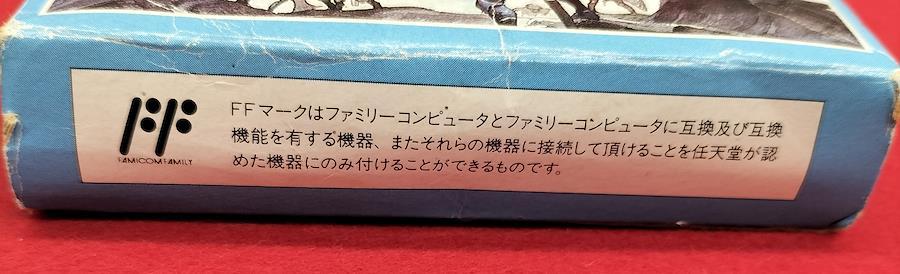 FAMICOM FAMILY
FFマークはファミリーコンピュータとファミリーコンピュータに互換及び互換
機能を有する機器、またそれらの機器に接続して頂けることを任天堂が認
めた機器にのみ付けることができるものです。